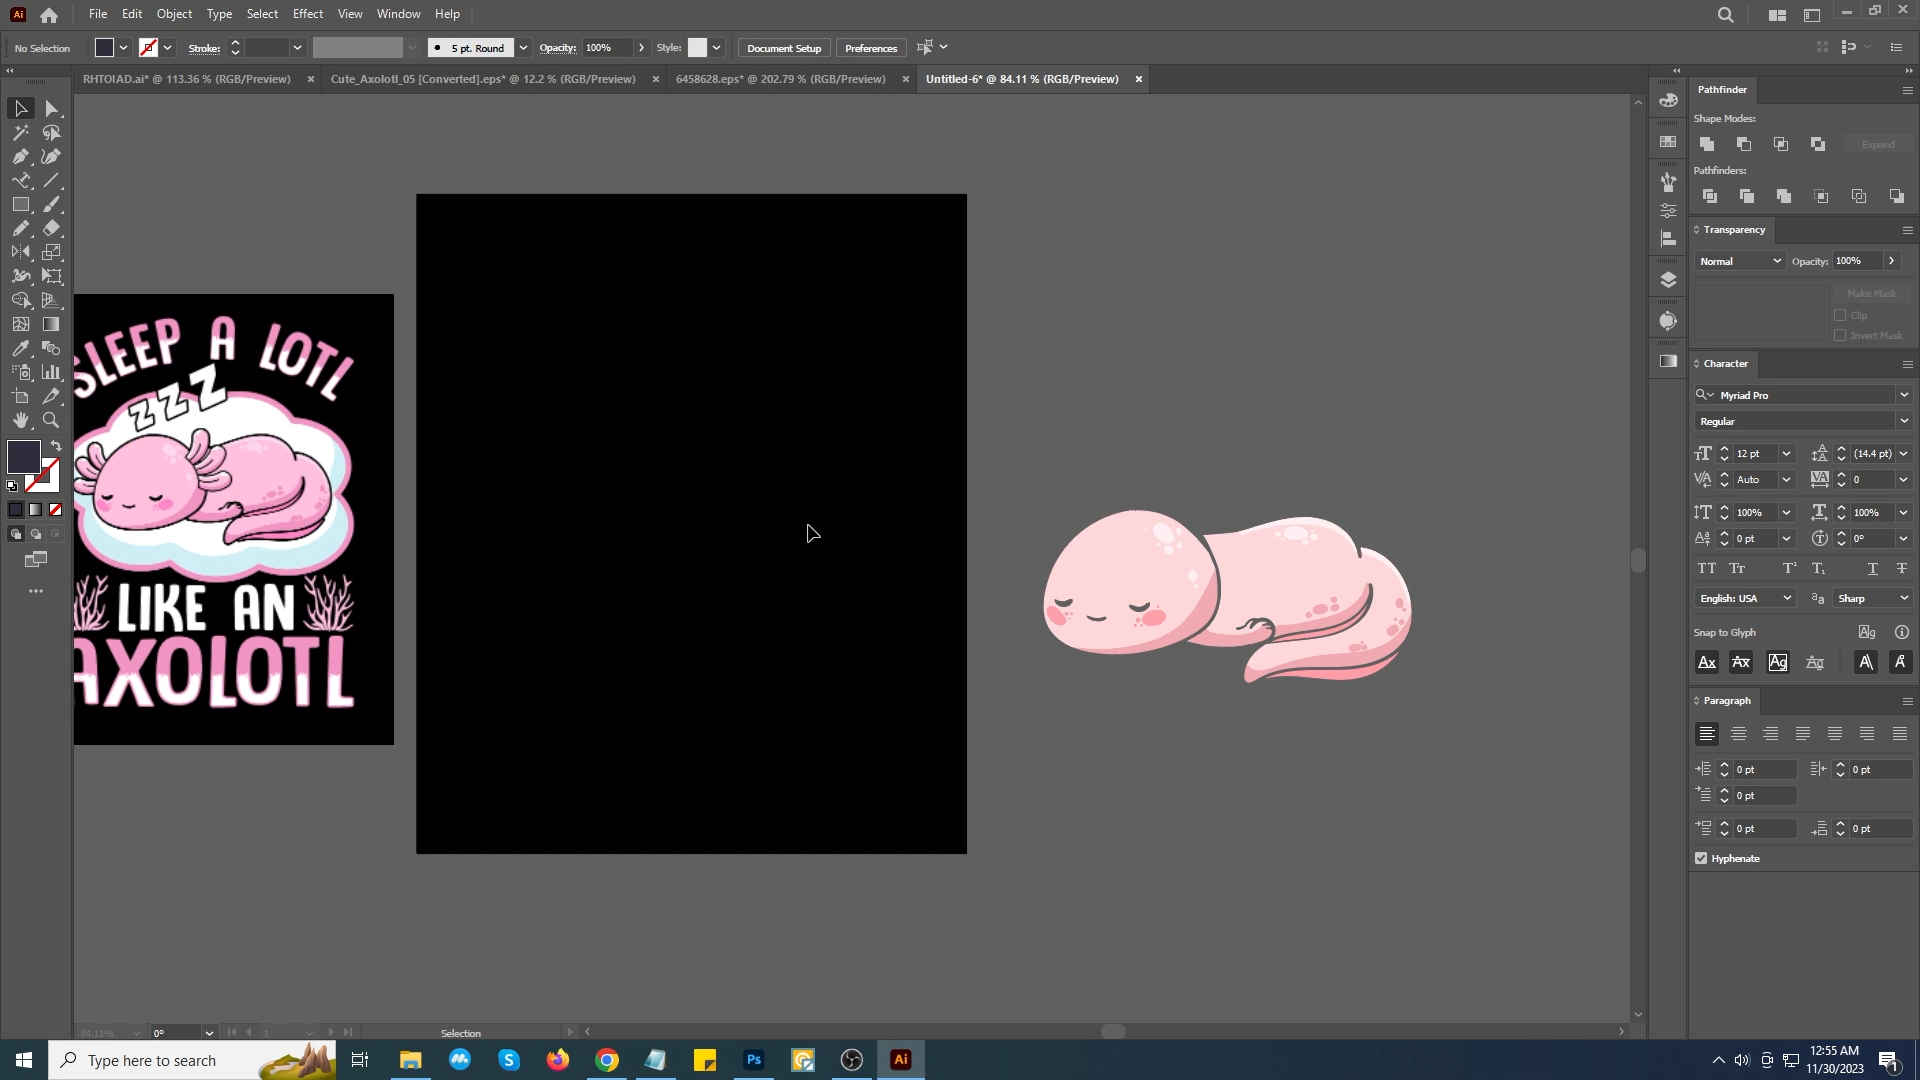 Ai File Edit Object Type Select Effect View Window Help
No Selection Stroke: 5 pt. Round Opacity: 100% Style: Document Setup Preferences
RHTOIAD.ai* @ 113.36 % (RGB/Preview) Cute_Axolotl_05 [Converted].eps* @ 12.2 % (RGB/Preview) 6458628.eps* @ 202.79 % (RGB/Preview) Untitled-6* @ 84.11 % (RGB/Preview)
Pathfinder
Shape Modes:
Expand
Pathfinders:
Transparency
Normal Opacity: 100%
Make Mask
Clip
Invert Mask
Character
Myriad Pro
Regular
12 pt (14.4 pt)
Auto 0
100% 100%
0 pt 0°
English: USA Sharp
Snap to Glyph
Paragraph
0 pt 0 pt
0 pt
0 pt 0 pt
Hyphenate
SLEEP A LOTL
ZZZ
LIKE AN
AXOLOTL
84.11% 0° 1 Selection
Type here to search
Ps Ai
12:55 AM
11/30/2023
1